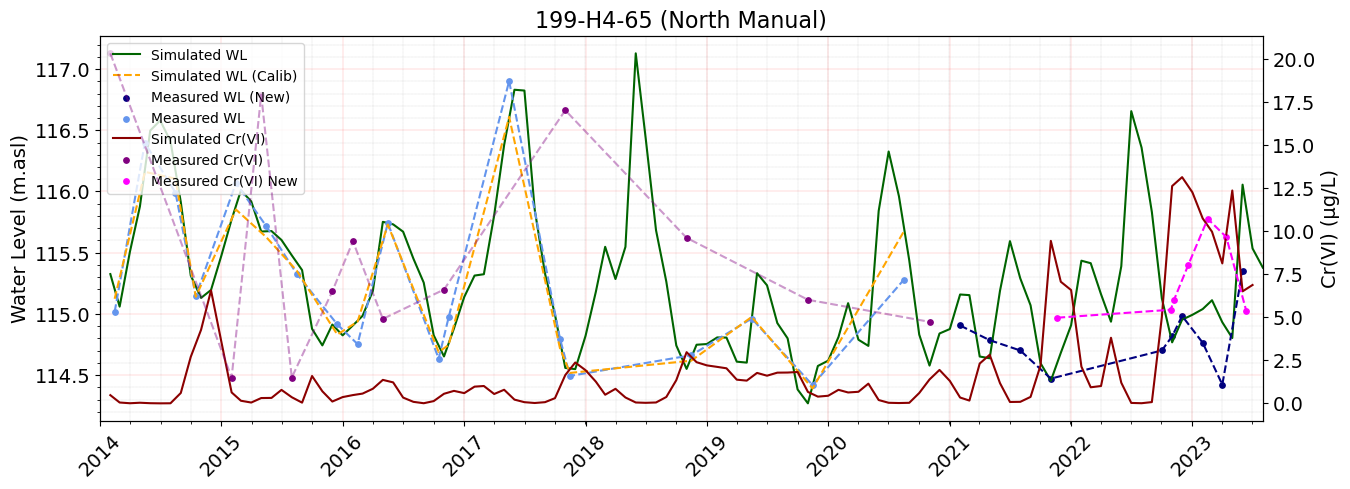 199-H4-65 (North Manual)
Simulated WL
Simulated WL (Calib)
Measured WL (New)
Measured WL
Simulated Cr(VI)
Measured Cr(VI)
Measured Cr(VI) New
Water Level (m.asl)
117.0
116.5
116.0
115.5
115.0
114.5
20.0
17.5
15.0
12.5
10.0
7.5
5.0
2.5
0.0
Cr(VI) (μg/L)
2014 2015 2016 2017 2018 2019 2020 2021 2022 2023